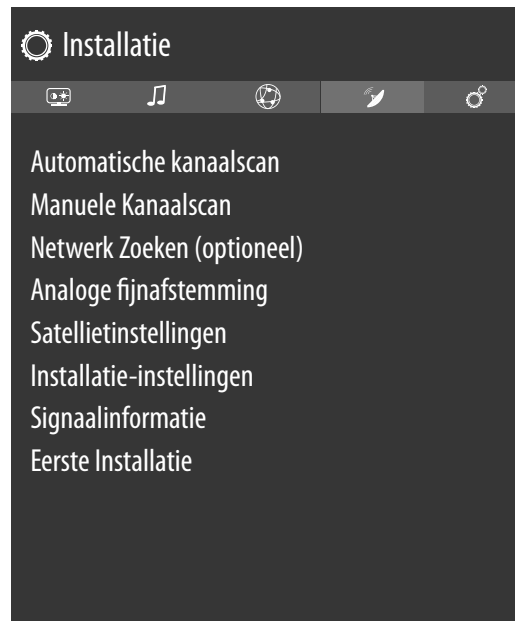 Installatie
Automatische kanaalscan
Manuele Kanaalscan
Netwerk Zoeken (optioneel)
Analoge fijnafstemming
Satellietinstellingen
Installatie-instellingen
Signaalinformatie
Eerste Installatie